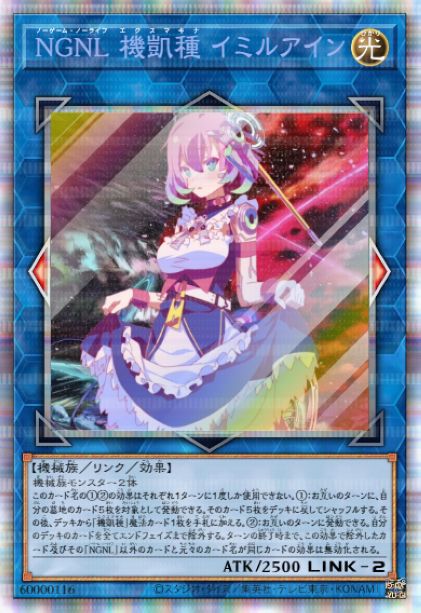 ノーゲーム・ノーライフ エクスマキナ
NGNL 機凱種 イミルアイン
ひかり
光
【機械族／リンク／効果】
機械族モンスター2体
このカード名の①②の効果はそれぞれ1ターンに1度しか使用できない。①：お互いのターンに、自
分の墓地のカード5枚を対象として発動できる。そのカード5枚をデッキに戻してシャッフルする。そ
の後、デッキから「機凱種」魔法カード1枚を手札に加える。②：お互いのターンに発動できる。自分
のデッキのカードを全てエンドフェイズまで除外する。ターンの終了時まで、この効果で除外したカ
ード及びその「NGNL」以外のカードと元々のカード名が同じカードの効果は無効化される。
ATK/2500 LINK-2
60000116
©スタジオ・ダイス／集英社・テレビ東京・KONAMI